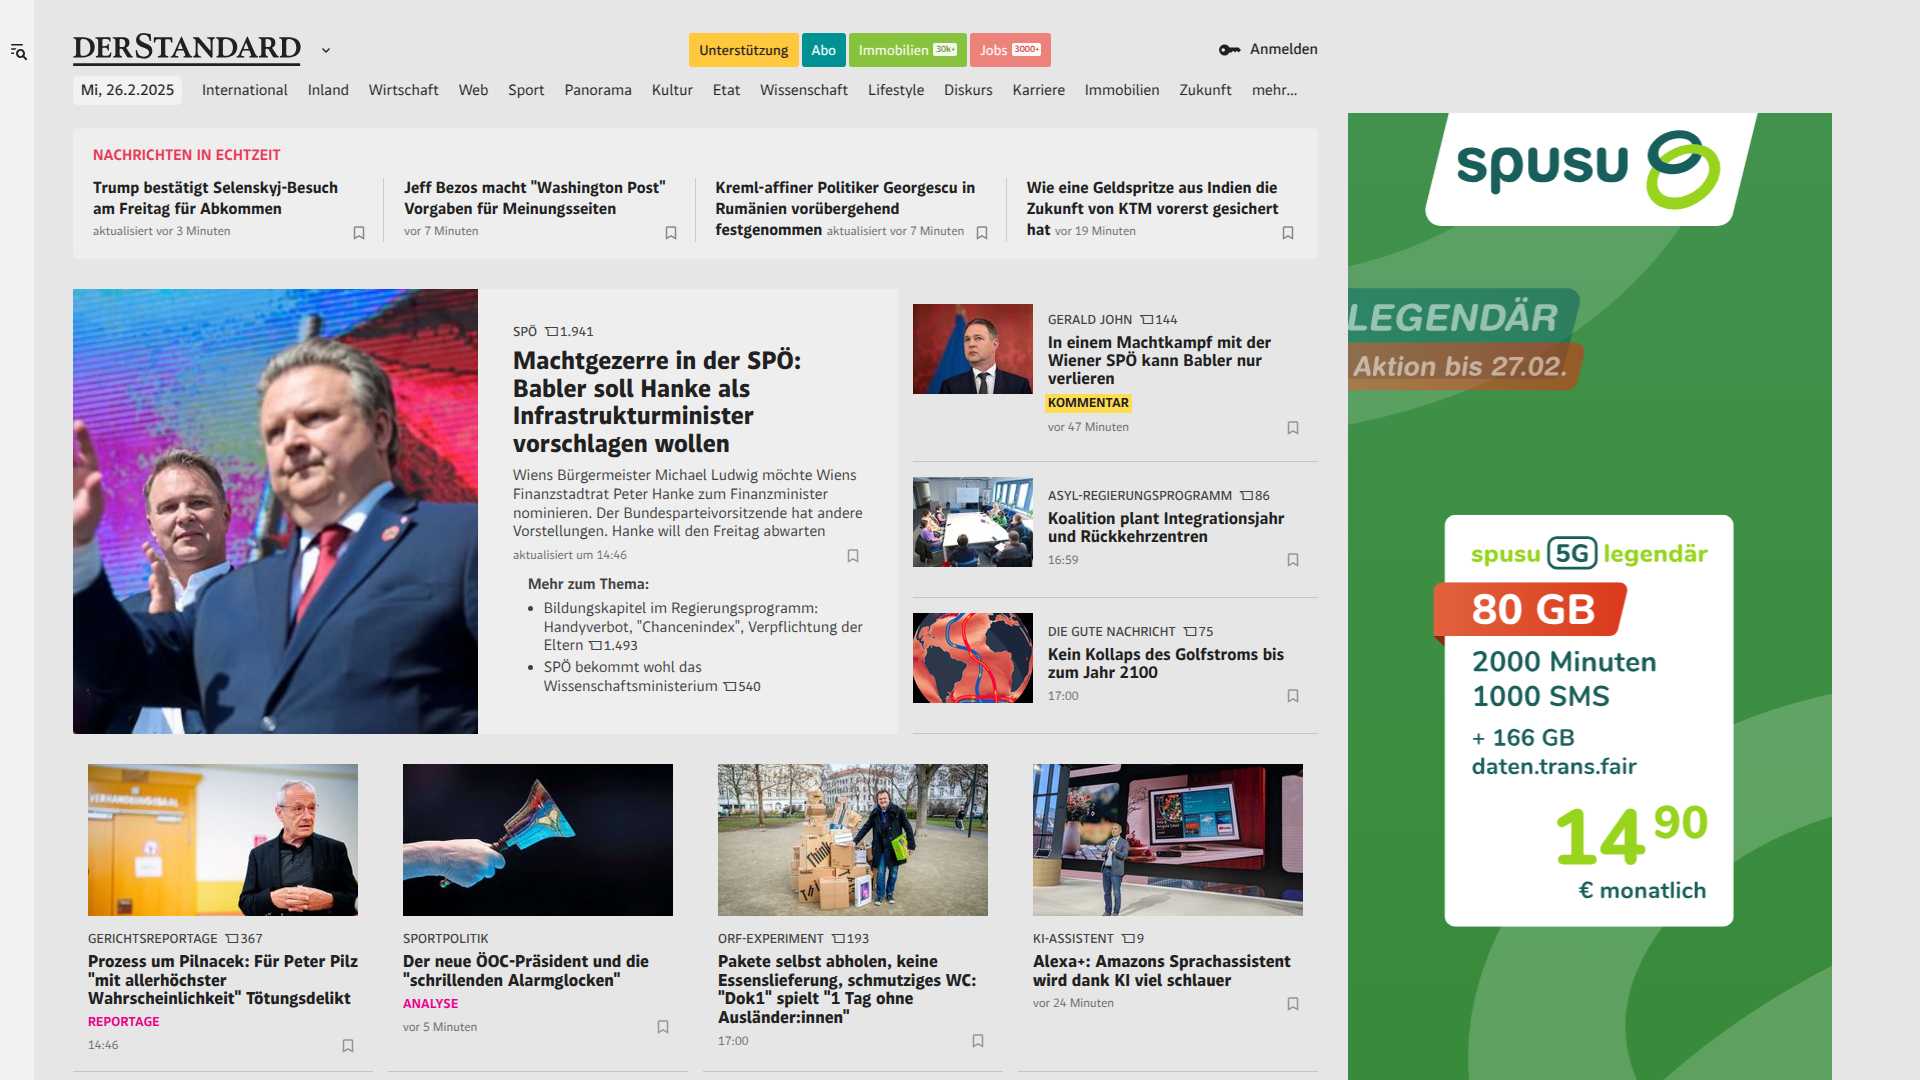 DERSTANDARD
Unterstützung
Abo
Immobilien 30k+
Jobs 3000+
Anmelden
Mi, 26.2.2025
International
Inland
Wirtschaft
Web
Sport
Panorama
Kultur
Etat
Wissenschaft
Lifestyle
Diskurs
Karriere
Immobilien
Zukunft
mehr...
NACHRICHTEN IN ECHTZEIT
Trump bestätigt Selenskyj-Besuch
am Freitag für Abkommen
aktualisiert vor 3 Minuten
Jeff Bezos macht "Washington Post"
Vorgaben für Meinungsseiten
vor 7 Minuten
Kreml-affiner Politiker Georgescu in
Rumänien vorübergehend
festgenommen aktualisiert vor 7 Minuten
Wie eine Geldspritze aus Indien die
Zukunft von KTM vorerst gesichert
hat vor 19 Minuten
SPÖ 1.941
Machtgezerre in der SPÖ:
Babler soll Hanke als
Infrastrukturminister
vorschlagen wollen
Wiens Bürgermeister Michael Ludwig möchte Wiens
Finanzstadtrat Peter Hanke zum Finanzminister
nominieren. Der Bundesparteivorsitzende hat andere
Vorstellungen. Hanke will den Freitag abwarten
aktualisiert um 14:46
Mehr zum Thema:
• Bildungskapitel im Regierungsprogramm:
Handyverbot, "Chancenindex", Verpflichtung der
Eltern 1.493
• SPÖ bekommt wohl das
Wissenschaftsministerium 540
GERALD JOHN 144
In einem Machtkampf mit der
Wiener SPÖ kann Babler nur
verlieren
KOMMENTAR
vor 47 Minuten
ASYL-REGIERUNGSPROGRAMM 86
Koalition plant Integrationsjahr
und Rückkehrzentren
16:59
DIE GUTE NACHRICHT 75
Kein Kollaps des Golfstroms bis
zum Jahr 2100
17:00
VERHANDLUNGSSAAL
GERICHTSREPORTAGE 367
Prozess um Pilnacek: Für Peter Pilz
"mit allerhöchster
Wahrscheinlichkeit" Tötungsdelikt
REPORTAGE
14:46
SPORTPOLITIK
Der neue ÖOC-Präsident und die
"schrillenden Alarmglocken"
ANALYSE
vor 5 Minuten
Think
ORF-EXPERIMENT 193
Pakete selbst abholen, keine
Essenslieferung, schmutziges WC:
"Dok1" spielt "1 Tag ohne
Ausländer:innen"
17:00
KI-ASSISTENT 9
Alexa+: Amazons Sprachassistent
wird dank KI viel schlauer
vor 24 Minuten
spusu
LEGENDÄR
Aktion bis 27.02.
spusu 5G legendär
80 GB
2000 Minuten
1000 SMS
+ 166 GB
daten.trans.fair
14 90
€ monatlich